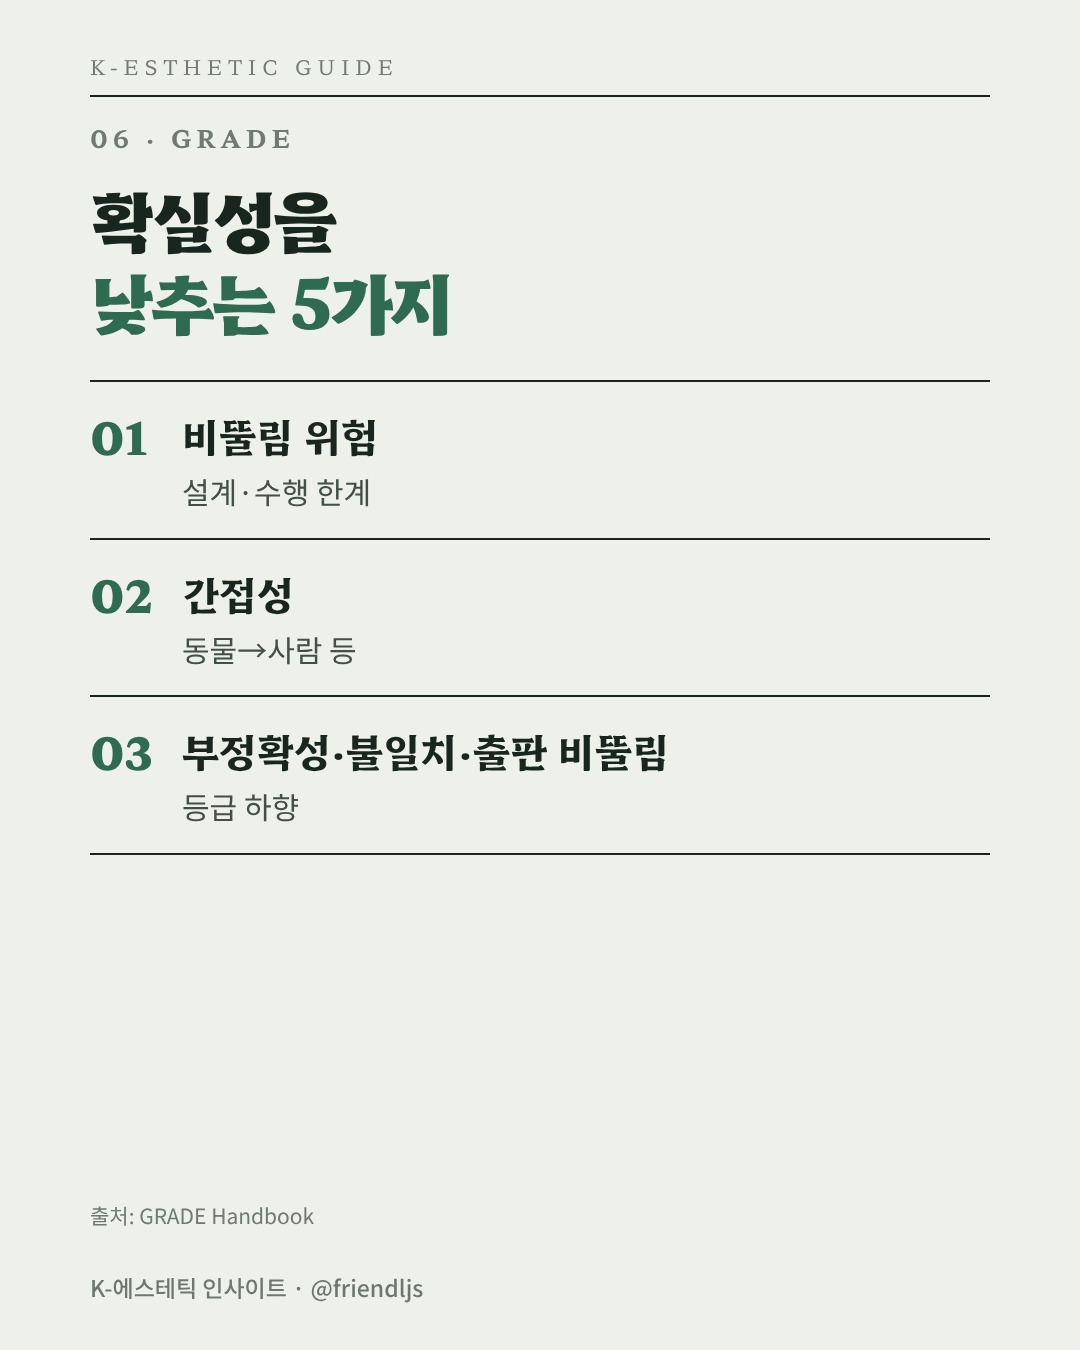 K-ESTHETIC GUIDE
06 · GRADE
확실성을
낮추는 5가지
01 비뚤림 위험
설계·수행 한계
02 간접성
동물→사람 등
03 부정확성·불일치·출판 비뚤림
등급 하향
출처: GRADE Handbook
K-에스테틱 인사이트 · @friendljs